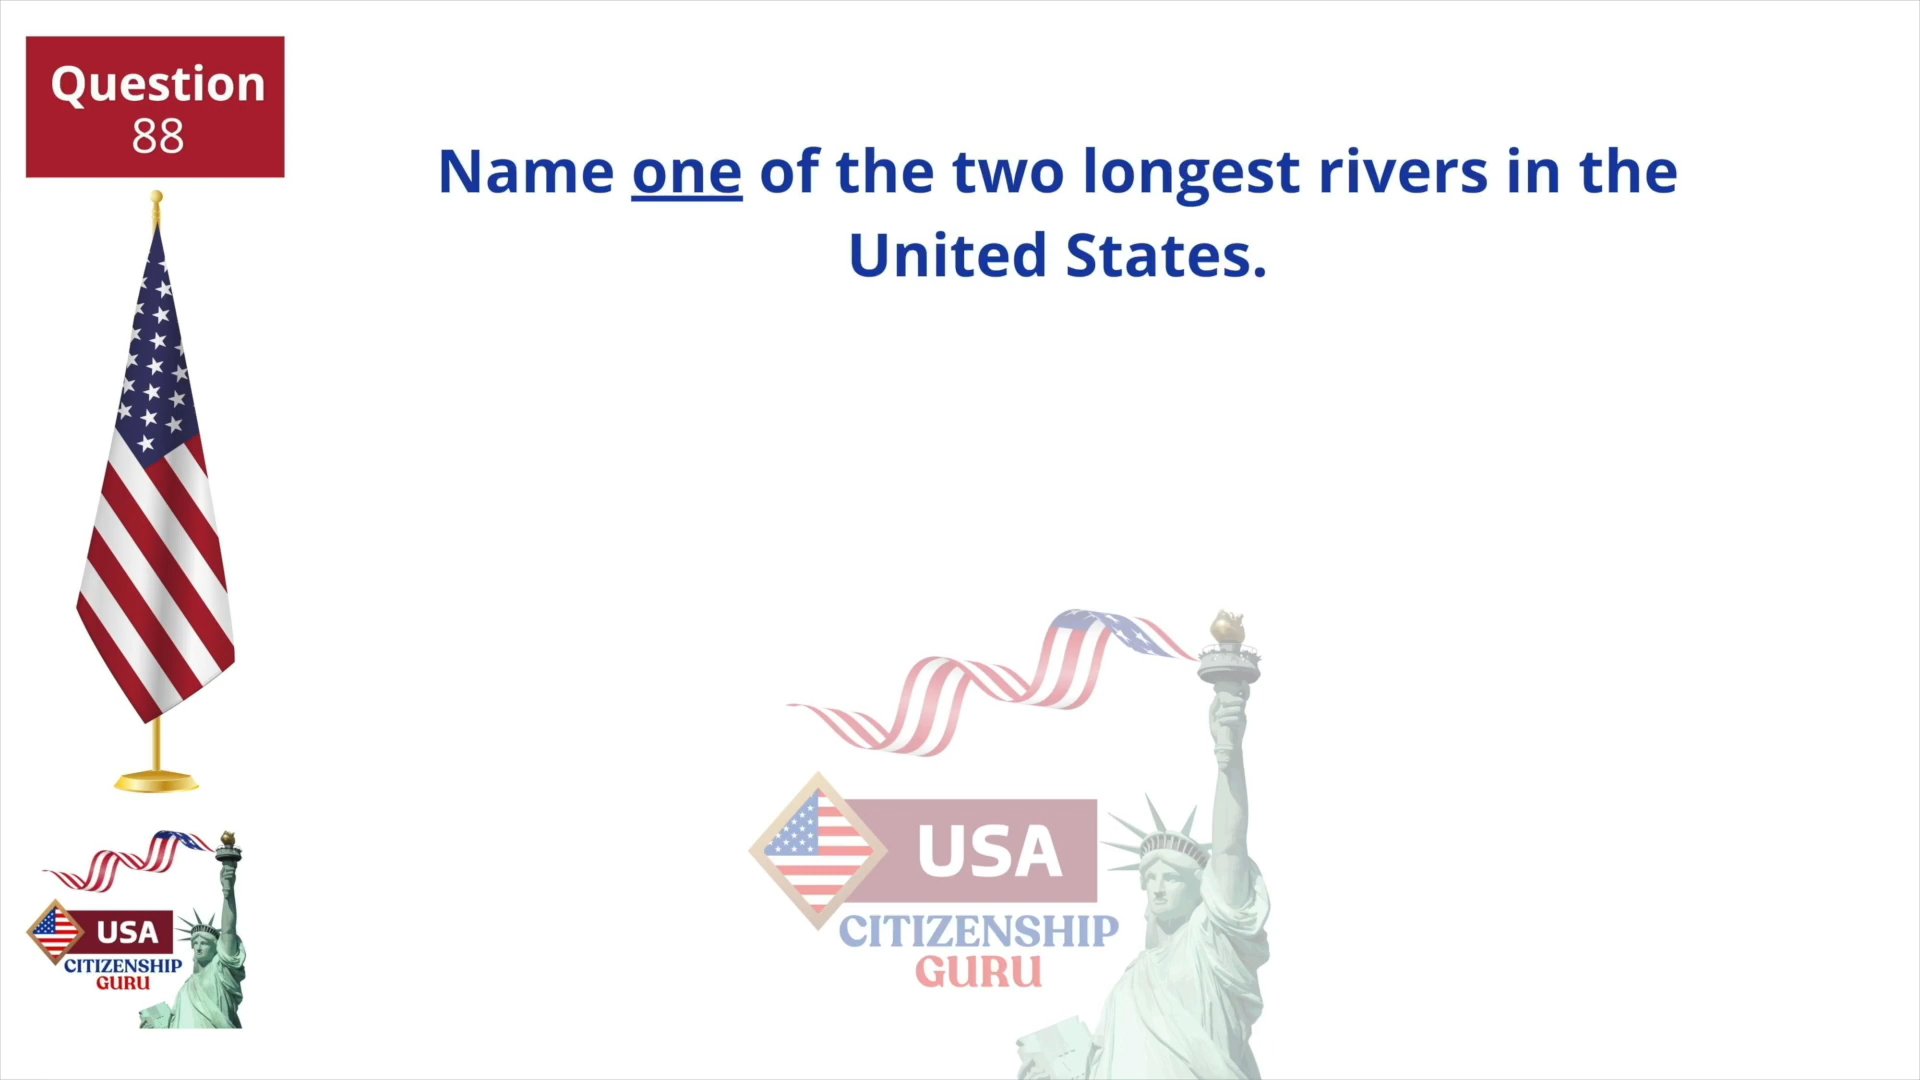 Question
88
Name one of the two longest rivers in the
United States.
USA
CITIZENSHIP
GURU
USA
CITIZENSHIP
GURU